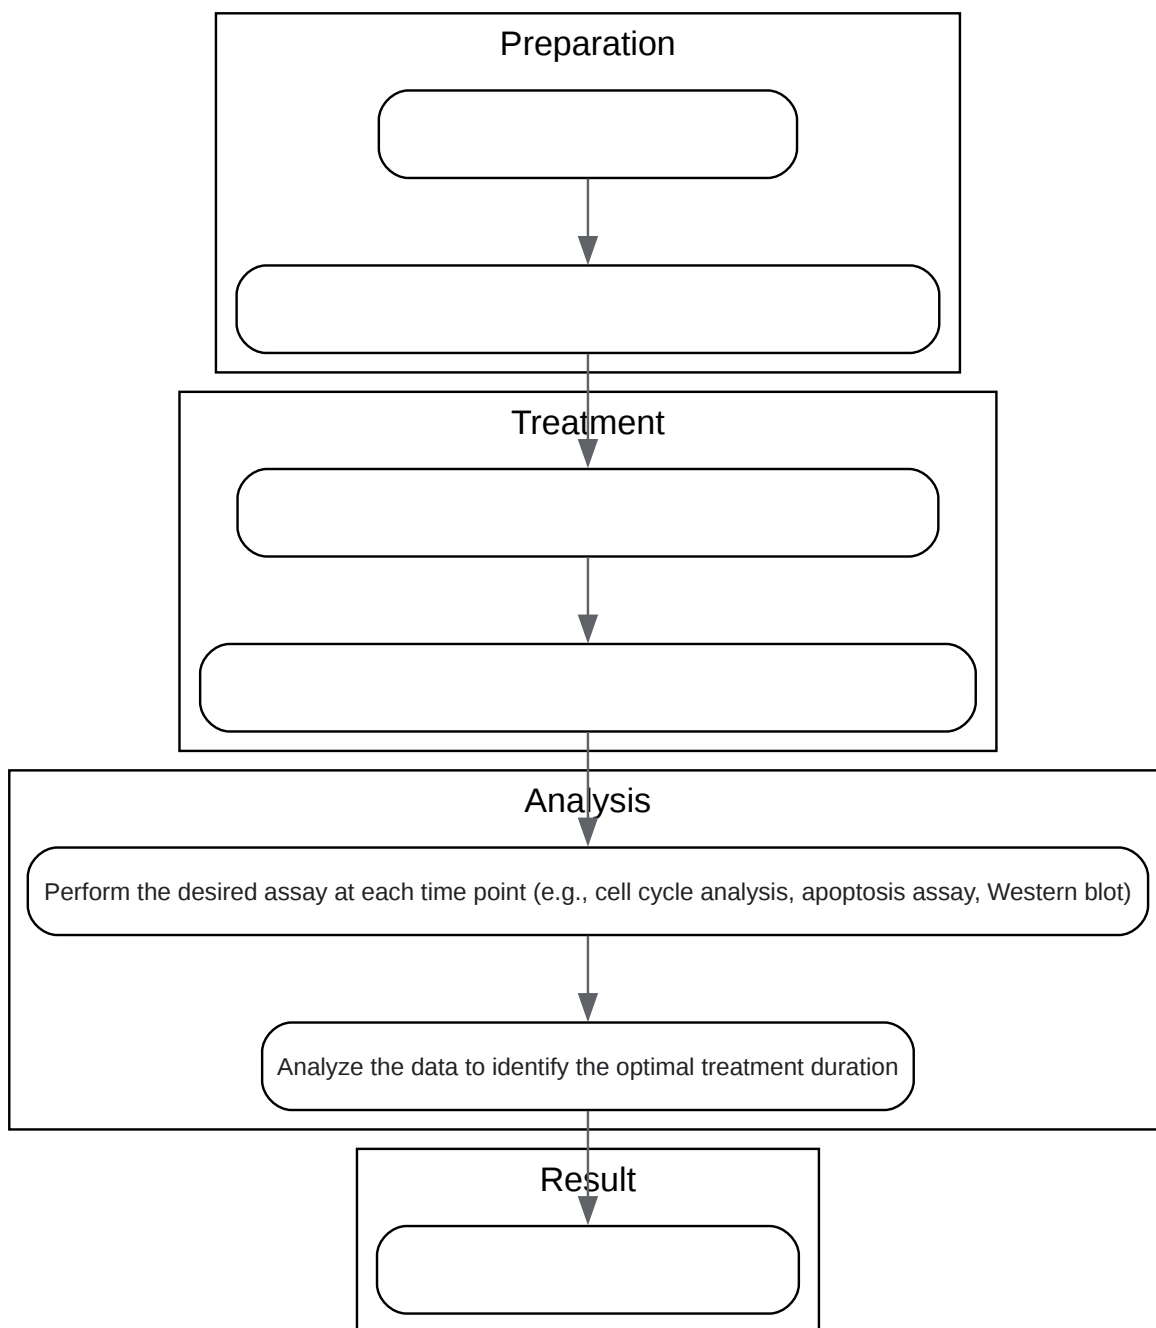 Preparation
Treatment
Analysis
Perform the desired assay at each time point (e.g., cell cycle analysis, apoptosis assay, Western blot)
Analyze the data to identify the optimal treatment duration
Result